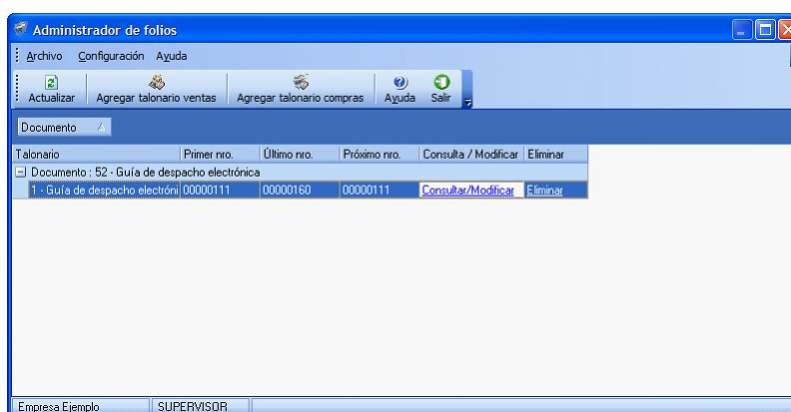 Administrador de folios
Archivo Configuración Ayuda
Actualizar Agregar talonario ventas Agregar talonario compras Ayuda Salir
Documento
Talonario Primer nro. Último nro. Próximo nro. Consulta / Modificar Eliminar
Documento : 52 - Guía de despacho electrónica
1 - Guía de despacho electróni 00000111 00000160 00000111 Consultar/Modificar Eliminar
Empresa Ejemplo SUPERVISOR